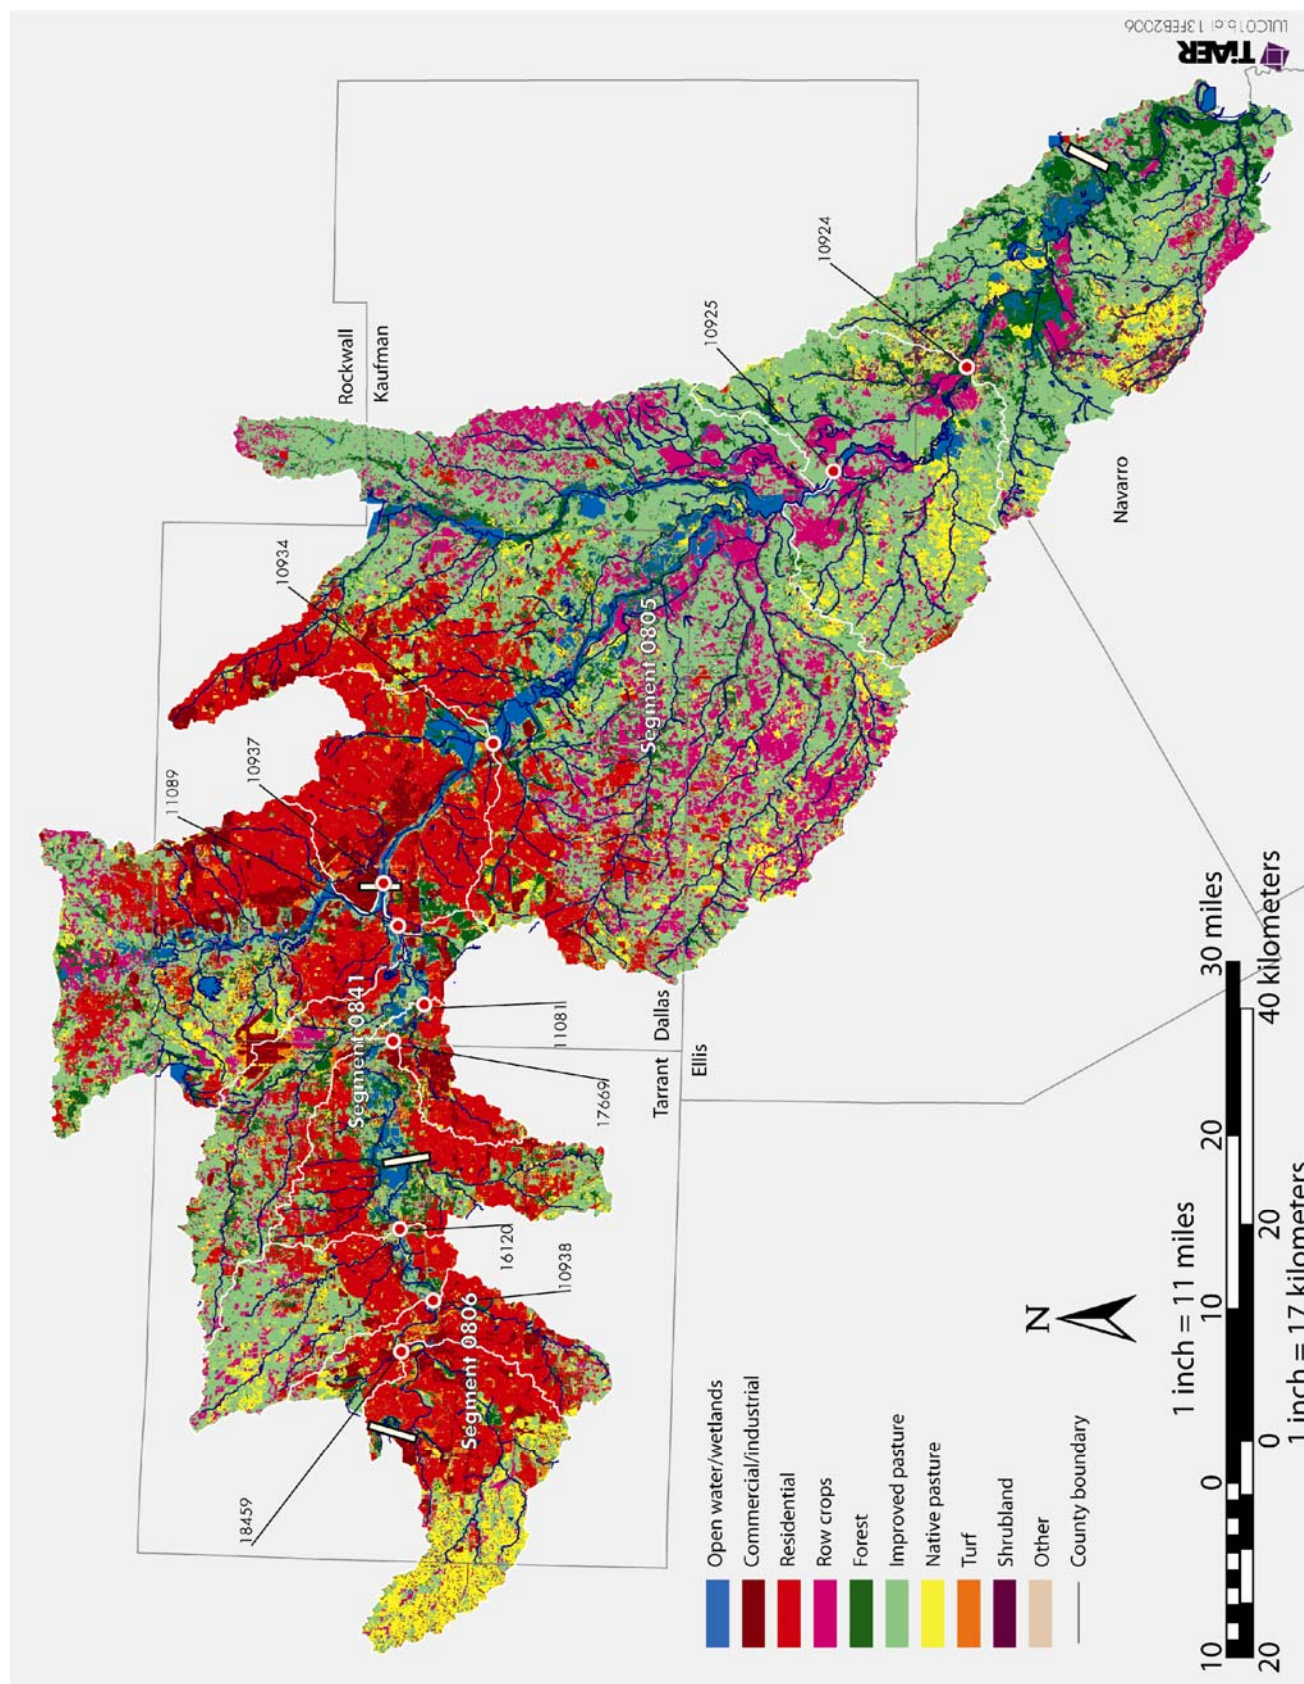 LULC01b.ai 13FEB2006
TIAER
Rockwall
Kaufman
10924
10925
10934
Navarro
11089
10937
Segment 0805
Segment 0841
11081
17669
Tarrant
Dallas
Ellis
16120
10938
Segment 0806
18459
N
Open water/wetlands
Commercial/industrial
Residential
Row crops
Forest
Improved pasture
Native pasture
Turf
Shrubland
Other
County boundary
1 inch = 11 miles
10 0 10 20 30 miles
20 0 20 40 kilometers
1 inch = 17 kilometers